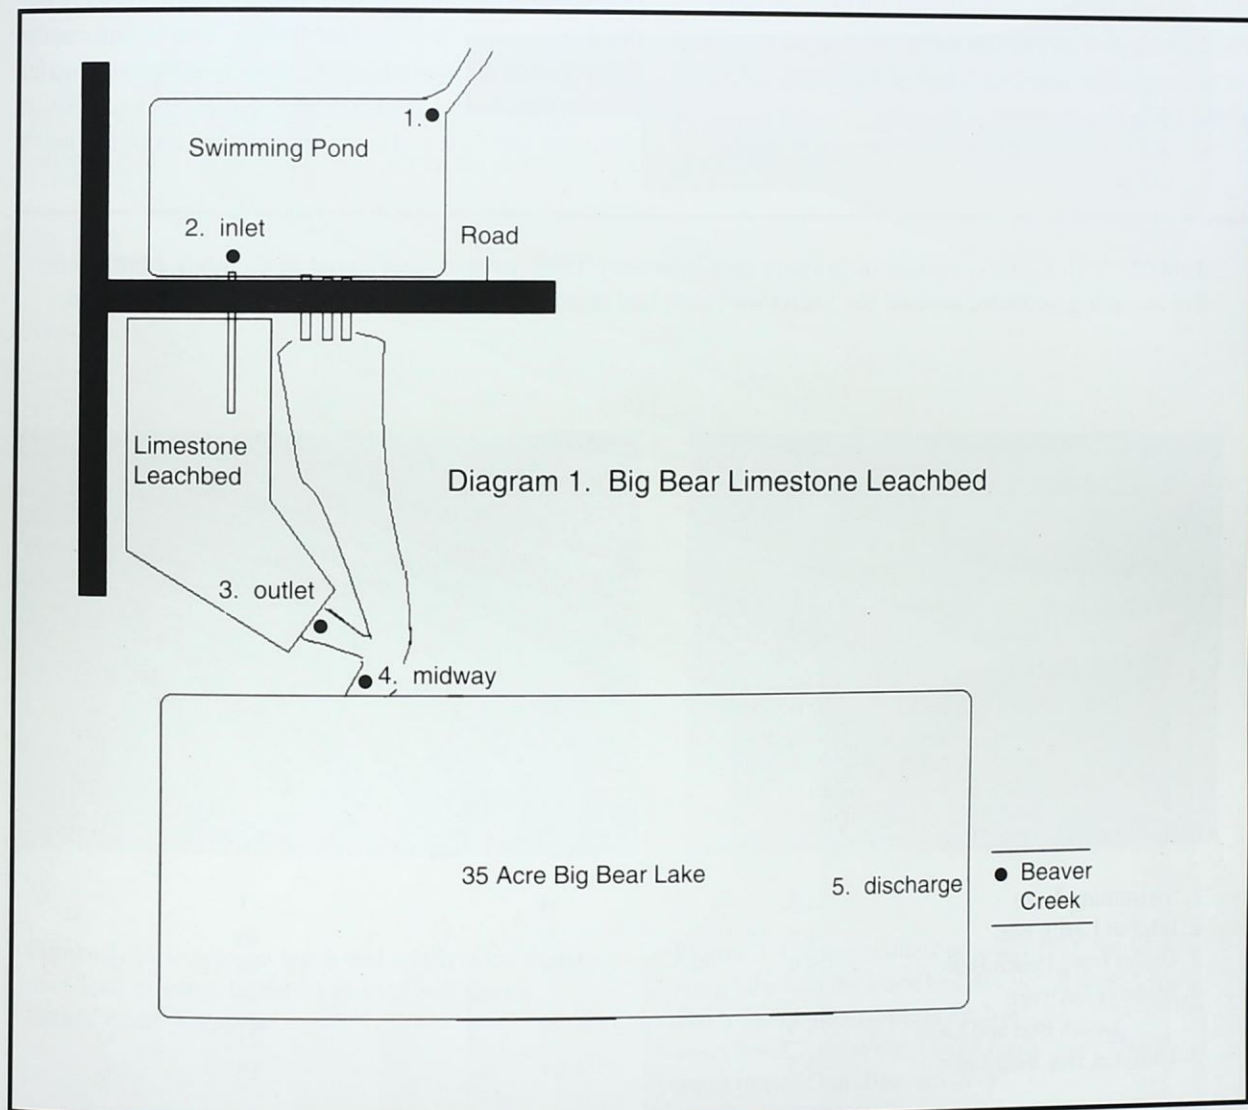 1.
Swimming Pond
2. inlet
Road
Limestone
Leachbed
Diagram 1. Big Bear Limestone Leachbed
3. outlet
4. midway
35 Acre Big Bear Lake
5. discharge
Beaver
Creek